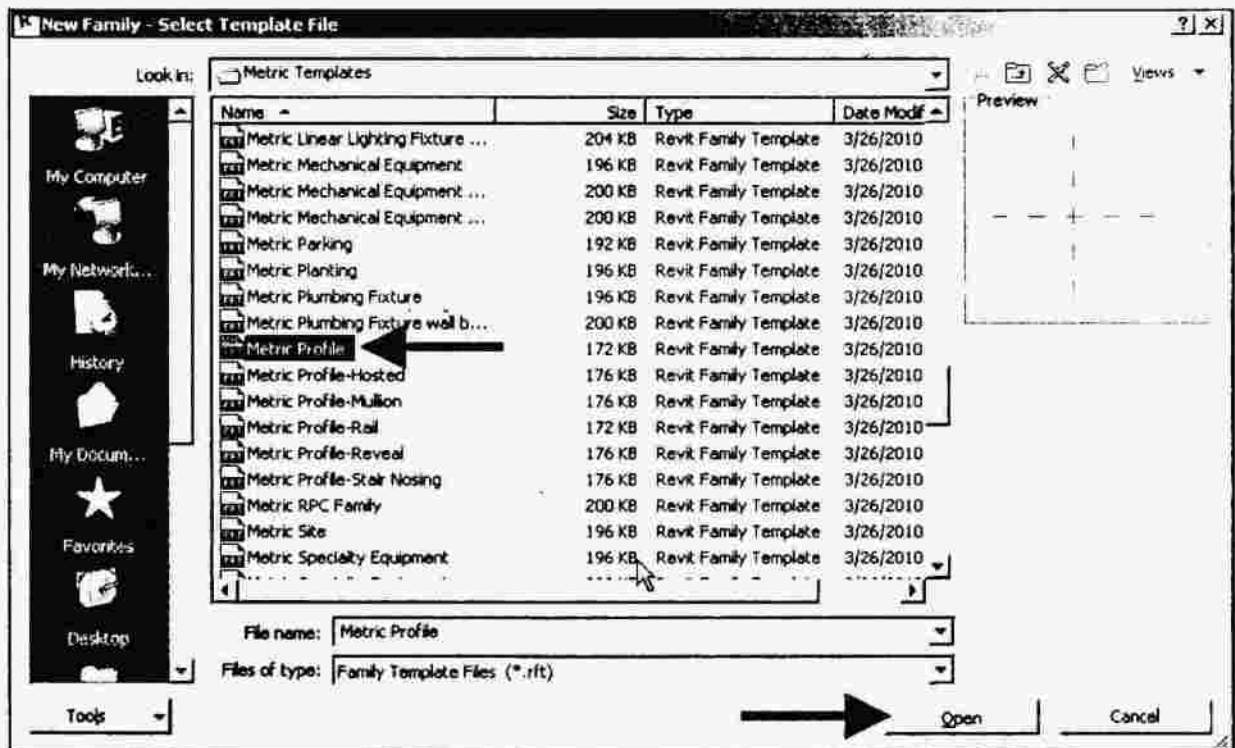 New Family - Select Template File
Look in: Metric Templates Views
Name Size Type Date Modif Preview
Metric Linear Lighting Fixture ... 204 KB Revit Family Template 3/26/2010
Metric Mechanical Equipment 196 KB Revit Family Template 3/26/2010
Metric Mechanical Equipment ... 200 KB Revit Family Template 3/26/2010
Metric Mechanical Equipment ... 200 KB Revit Family Template 3/26/2010
Metric Parking 192 KB Revit Family Template 3/26/2010
Metric Planting 196 KB Revit Family Template 3/26/2010
Metric Plumbing Fixture 196 KB Revit Family Template 3/26/2010
Metric Plumbing Fixture wall b... 200 KB Revit Family Template 3/26/2010
Metric Profile 172 KB Revit Family Template 3/26/2010
Metric Profile-Hosted 176 KB Revit Family Template 3/26/2010
Metric Profile-Mullion 176 KB Revit Family Template 3/26/2010
Metric Profile-Rail 172 KB Revit Family Template 3/26/2010
Metric Profile-Reveal 176 KB Revit Family Template 3/26/2010
Metric Profile-Stair Nosing 176 KB Revit Family Template 3/26/2010
Metric RPC Family 200 KB Revit Family Template 3/26/2010
Metric Site 196 KB Revit Family Template 3/26/2010
Metric Specialty Equipment 196 KB Revit Family Template 3/26/2010
My Computer
My Network...
History
My Docum...
Favorites
Desktop
File name: Metric Profile
Files of type: Family Template Files (*.rft)
Tools Open Cancel